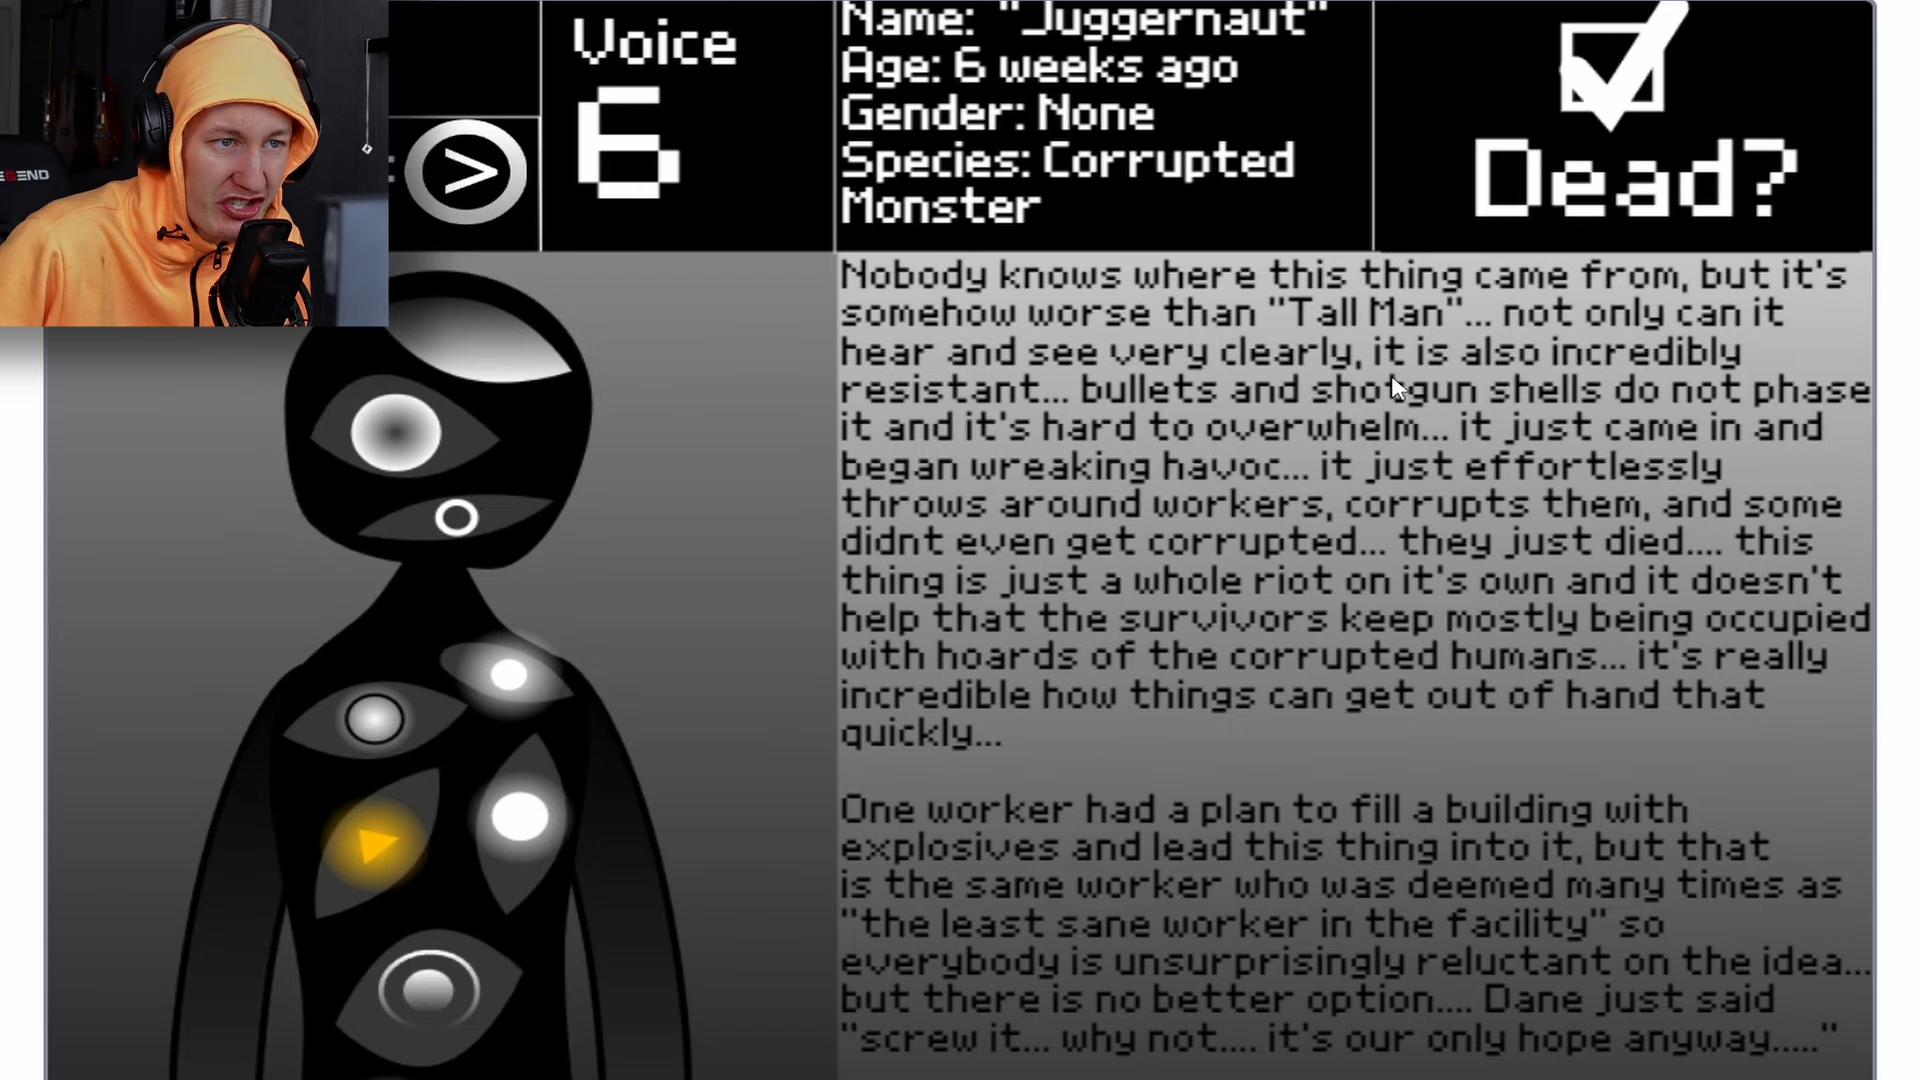 Voice
6
>
Name: "Juggernaut"
Age: 6 weeks ago
Gender: None
Species: Corrupted
Monster
Dead?
Nobody knows where this thing came from, but it's
somehow worse than "Tall Man"... not only can it
hear and see very clearly, it is also incredibly
resistant... bullets and shotgun shells do not phase
it and it's hard to overwhelm... it just came in and
began wreaking havoc... it just effortlessly
throws around workers, corrupts them, and some
didnt even get corrupted... they just died.... this
thing is just a whole riot on it's own and it doesn't
help that the survivors keep mostly being occupied
with hoards of the corrupted humans... it's really
incredible how things can get out of hand that
quickly...
One worker had a plan to fill a building with
explosives and lead this thing into it, but that
is the same worker who was deemed many times as
"the least sane worker in the facility" so
everybody is unsurprisingly reluctant on the idea...
but there is no better option.... Dane just said
"screw it... why not.... it's our only hope anyway....."